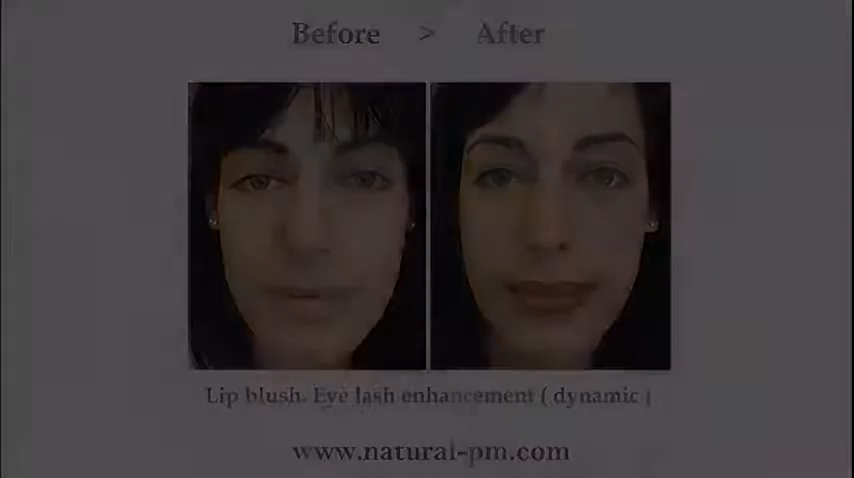 Before > After
Lip blush. Eye lash enhancement ( dynamic )
www.natural-pm.com